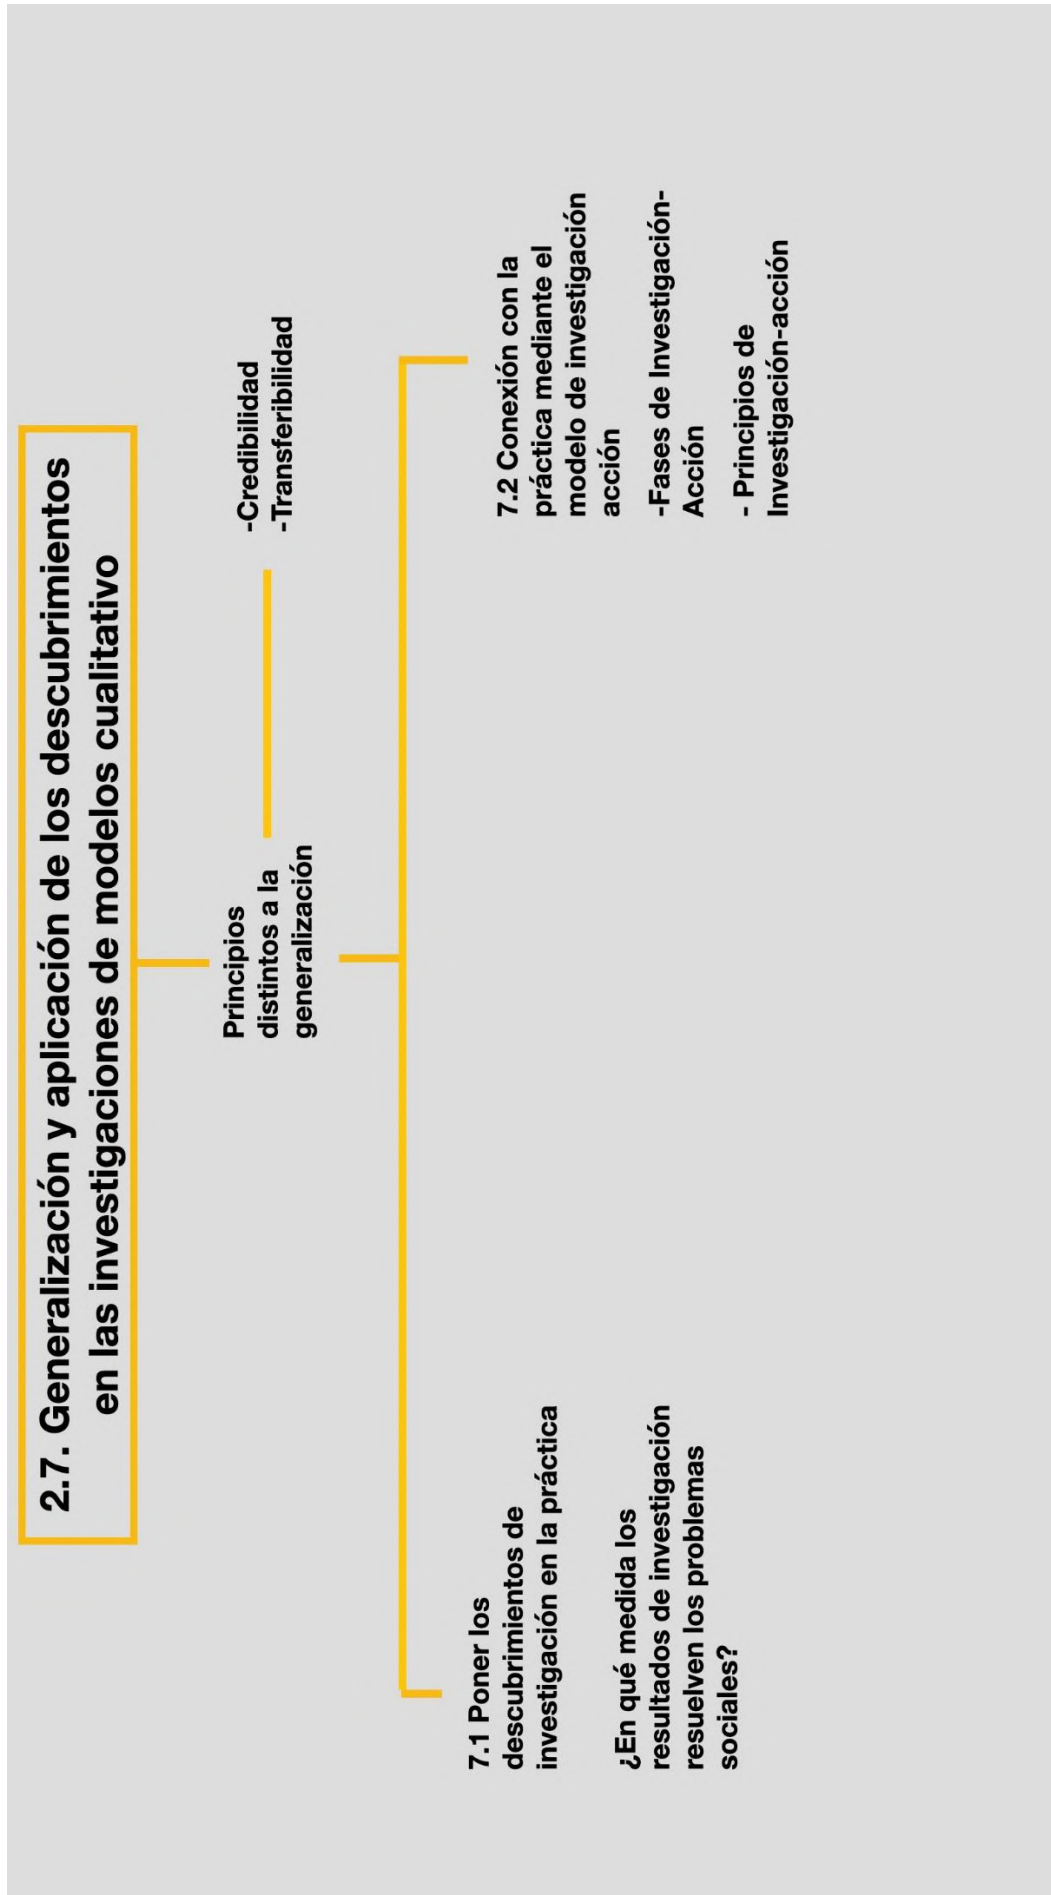 2.7. Generalización y aplicación de los descubrimientos
en las investigaciones de modelos cualitativo
Principios
distintos a la
generalización
-Credibilidad
-Transferibilidad
7.1 Poner los
descubrimientos de
investigación en la práctica
¿En qué medida los
resultados de investigación
resuelven los problemas
sociales?
7.2 Conexión con la
práctica mediante el
modelo de investigación
acción
-Fases de Investigación-
Acción
- Principios de
Investigación-acción